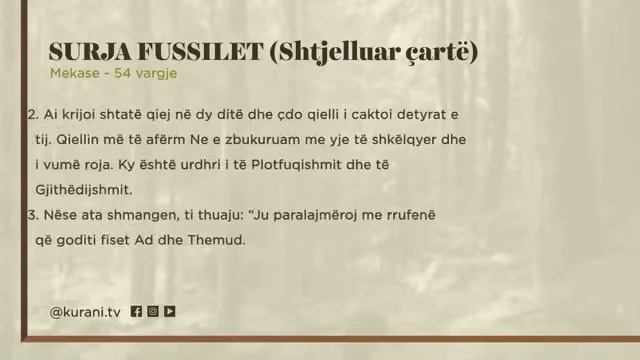 SURJA FUSSILET (Shtjelluar çartë)
Mekase - 54 vargje
2. Ai krijoi shtatë qiej në dy ditë dhe çdo qielli i caktoi detyrat e
tij. Qiellin më të afërm Ne e zbukuruam me yje të shkëlqyer dhe
i vumë roja. Ky është urdhri i të Plotfuqishmit dhe të
Gjithëdijshmit.
3. Nëse ata shmangen, ti thuaju: “Ju paralajmëroj me rrufenë
që goditi fiset Ad dhe Themud.
@kurani.tv